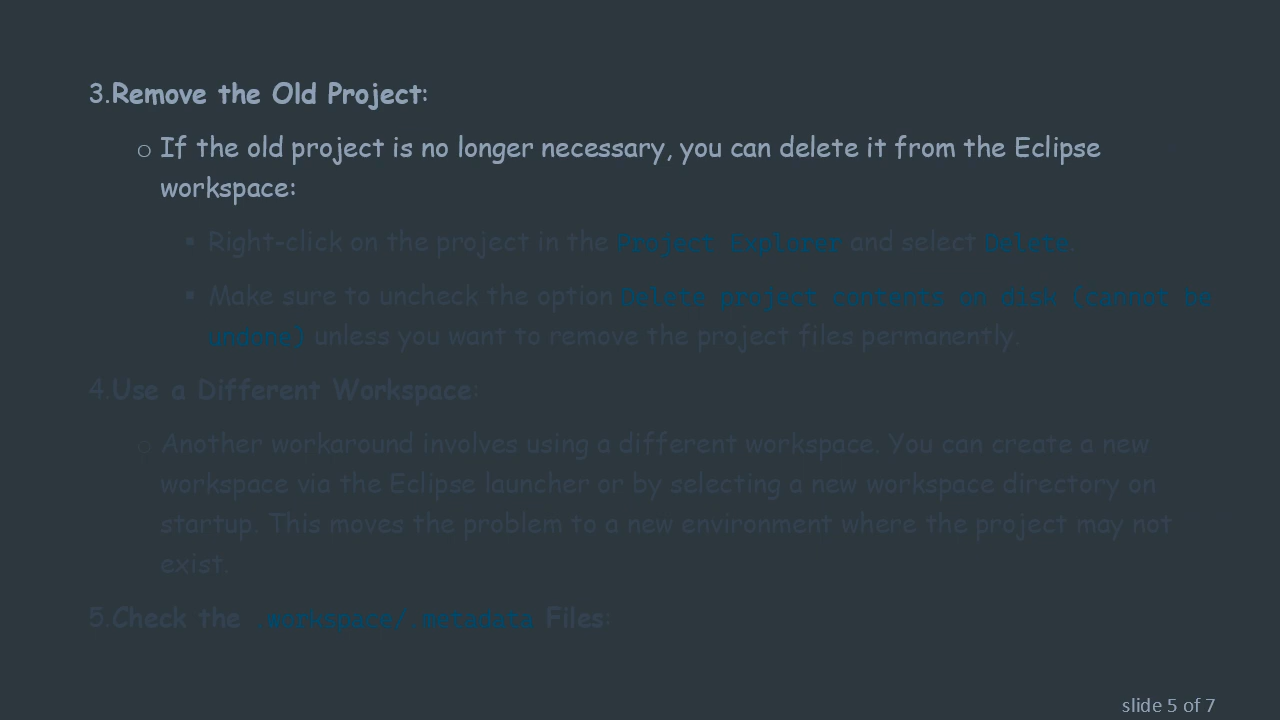 3.Remove the Old Project:
o If the old project is no longer necessary, you can delete it from the Eclipse
workspace:
▪ Right-click on the project in the Project Explorer and select Delete.
▪ Make sure to uncheck the option Delete project contents on disk (cannot be
undone) unless you want to remove the project files permanently.
4.Use a Different Workspace:
o Another workaround involves using a different workspace. You can create a new
workspace via the Eclipse launcher or by selecting a new workspace directory on
startup. This moves the problem to a new environment where the project may not
exist.
5.Check the .workspace/.metadata Files:
slide 5 of 7